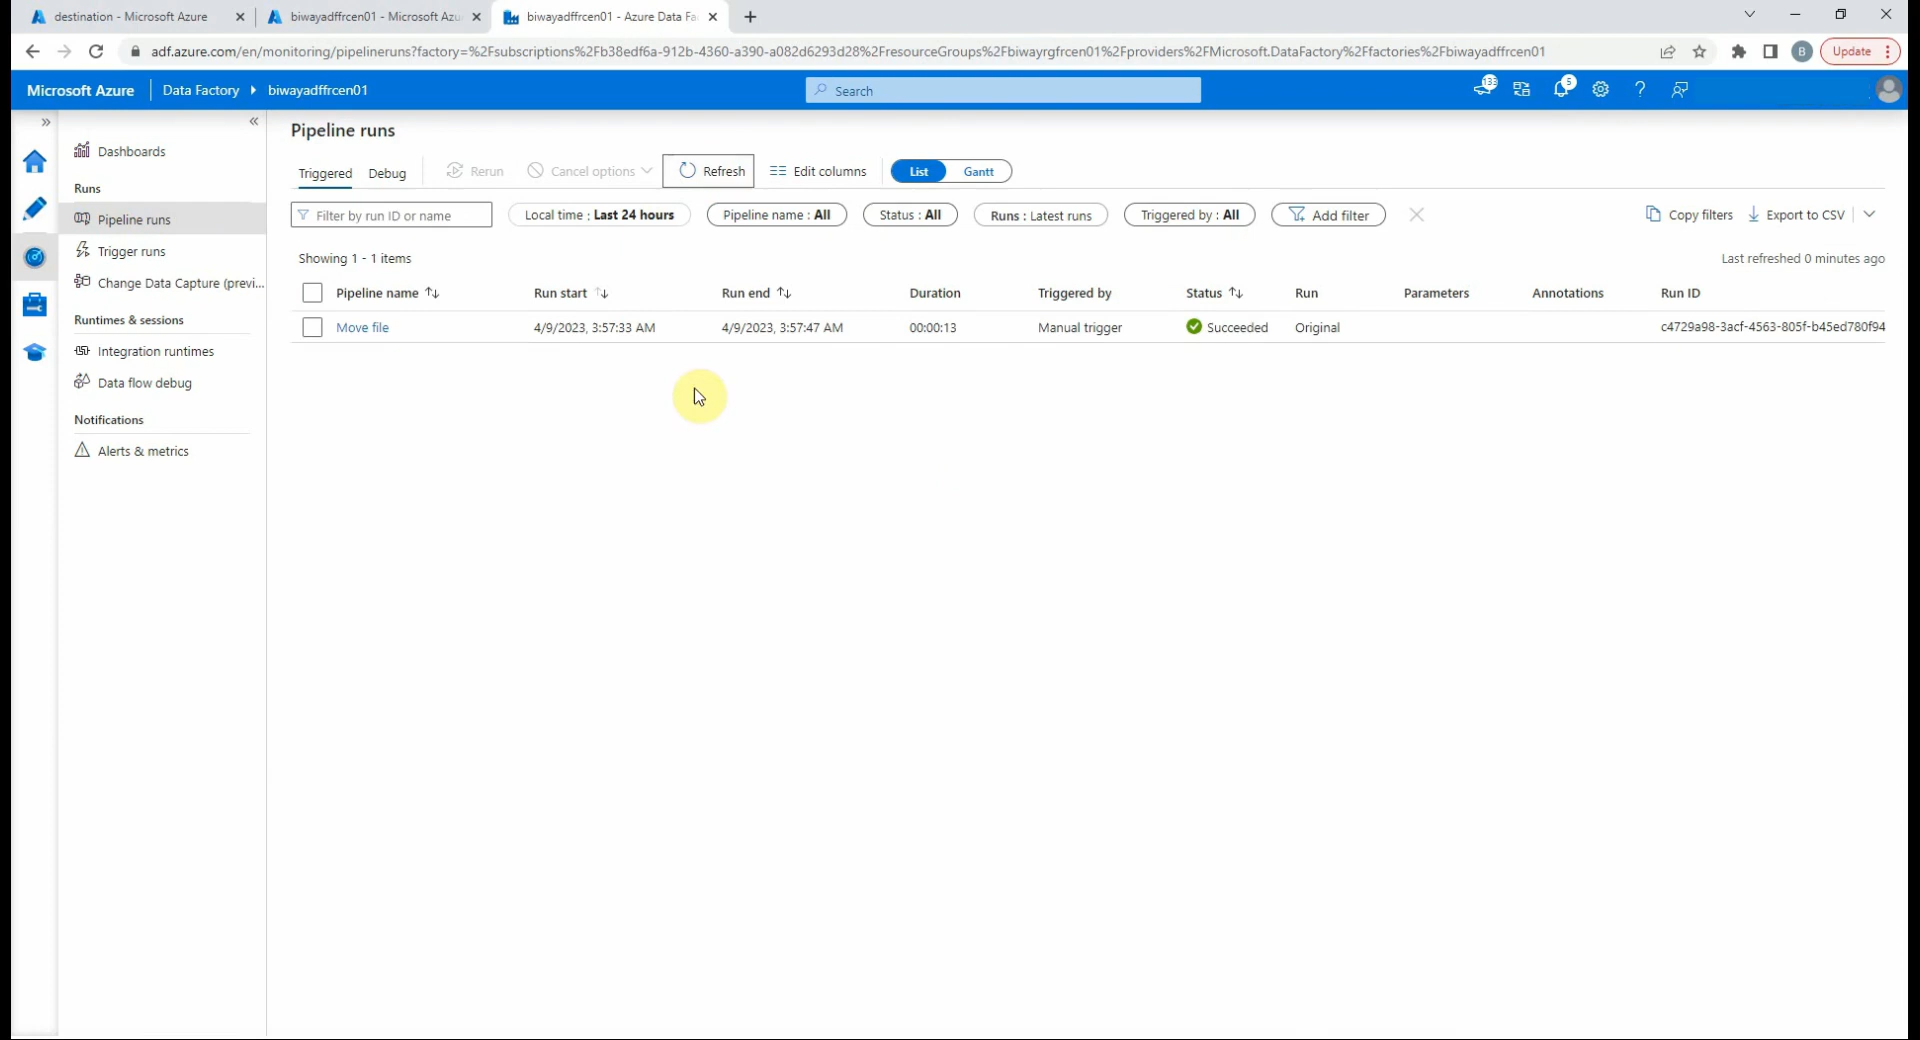 destination - Microsoft Azure
biwayadffrcen01 - Microsoft Azu
biwayadffrcen01 - Azure Data Fa
adf.azure.com/en/monitoring/pipelineruns?factory=%2Fsubscriptions%2Fb38edf6a-912b-4360-a390-a082d6293d28%2FresourceGroups%2Fbiwayrgfrcen01%2Fproviders%2FMicrosoft.DataFactory%2Ffactories%2Fbiwayadffrcen01
B
Update
Microsoft Azure
Data Factory
biwayadffrcen01
Search
133
5
Dashboards
Runs
Pipeline runs
Trigger runs
Change Data Capture (previ...
Runtimes & sessions
Integration runtimes
Data flow debug
Notifications
Alerts & metrics
Pipeline runs
Triggered Debug Rerun Cancel options Refresh Edit columns List Gantt
Filter by run ID or name Local time : Last 24 hours Pipeline name : All Status : All Runs : Latest runs Triggered by : All Add filter Copy filters Export to CSV
Showing 1 - 1 items Last refreshed 0 minutes ago
Pipeline name Run start Run end Duration Triggered by Status Run Parameters Annotations Run ID
Move file 4/9/2023, 3:57:33 AM 4/9/2023, 3:57:47 AM 00:00:13 Manual trigger Succeeded Original c4729a98-3acf-4563-805f-b45ed780f94